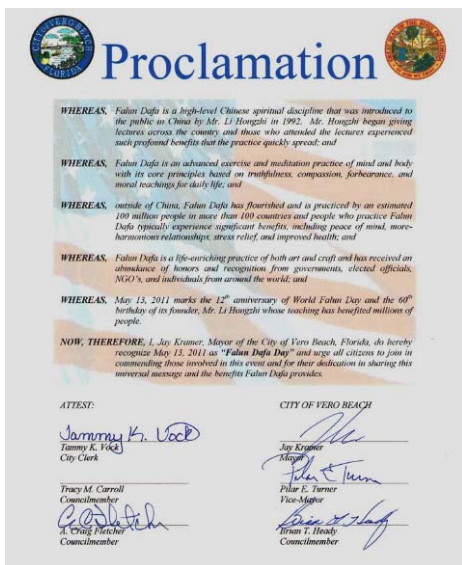 CITY OF VERO BEACH
FLORIDA
Proclamation
WHEREAS, Falun Dafa is a high-level Chinese spiritual discipline that was introduced to
the public in China by Mr. Li Hongzhi in 1992. Mr. Hongzhi began giving
lectures across the country and those who attended the lectures experienced
such profound benefits that the practice quickly spread; and
WHEREAS, Falun Dafa is an advanced exercise and meditation practice of mind and body
with its core principles based on truthfulness, compassion, forbearance, and
moral teachings for daily life; and
WHEREAS, outside of China, Falun Dafa has flourished and is practiced by an estimated
100 million people in more than 100 countries and people who practice Falun
Dafa typically experience significant benefits, including peace of mind, more-
harmonious relationships, stress relief, and improved health; and
WHEREAS, Falun Dafa is a life-enriching practice of both art and craft and has received an
abundance of honors and recognition from governments, elected officials,
NGO's, and individuals from around the world; and
WHEREAS, May 13, 2011 marks the 12th anniversary of World Falun Day and the 60th
birthday of its founder, Mr. Li Hongzhi whose teaching has benefited millions of
people.
NOW, THEREFORE, I, Jay Kramer, Mayor of the City of Vero Beach, Florida, do hereby
recognize May 13, 2011 as "Falun Dafa Day" and urge all citizens to join in
commending those involved in this event and for their dedication in sharing this
universal message and the benefits Falun Dafa provides.
ATTEST:
CITY OF VERO BEACH
Tammy K. Vock
Tammy K. Vock
City Clerk
Jay Kramer
Mayor
Tracy M. Carroll
Councilmember
Pilar E. Turner
Pilar E. Turner
Vice-Mayor
A. Craig Fletcher
Councilmember
Brian T. Heady
Brian T. Heady
Councilmember